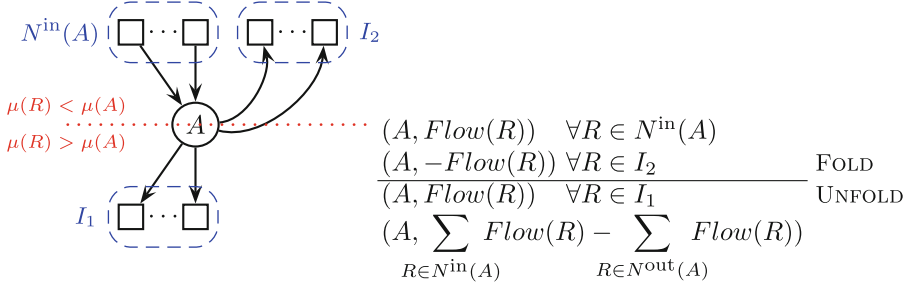 N^in(A) ··· ··· I_2
μ(R) < μ(A)
A
μ(R) > μ(A)
I_1 ···
(A, Flow(R)) ∀R ∈ N^in(A)
(A, −Flow(R)) ∀R ∈ I_2 FOLD
(A, Flow(R)) ∀R ∈ I_1 UNFOLD
(A, ∑_{R∈N^in(A)} Flow(R) − ∑_{R∈N^out(A)} Flow(R))